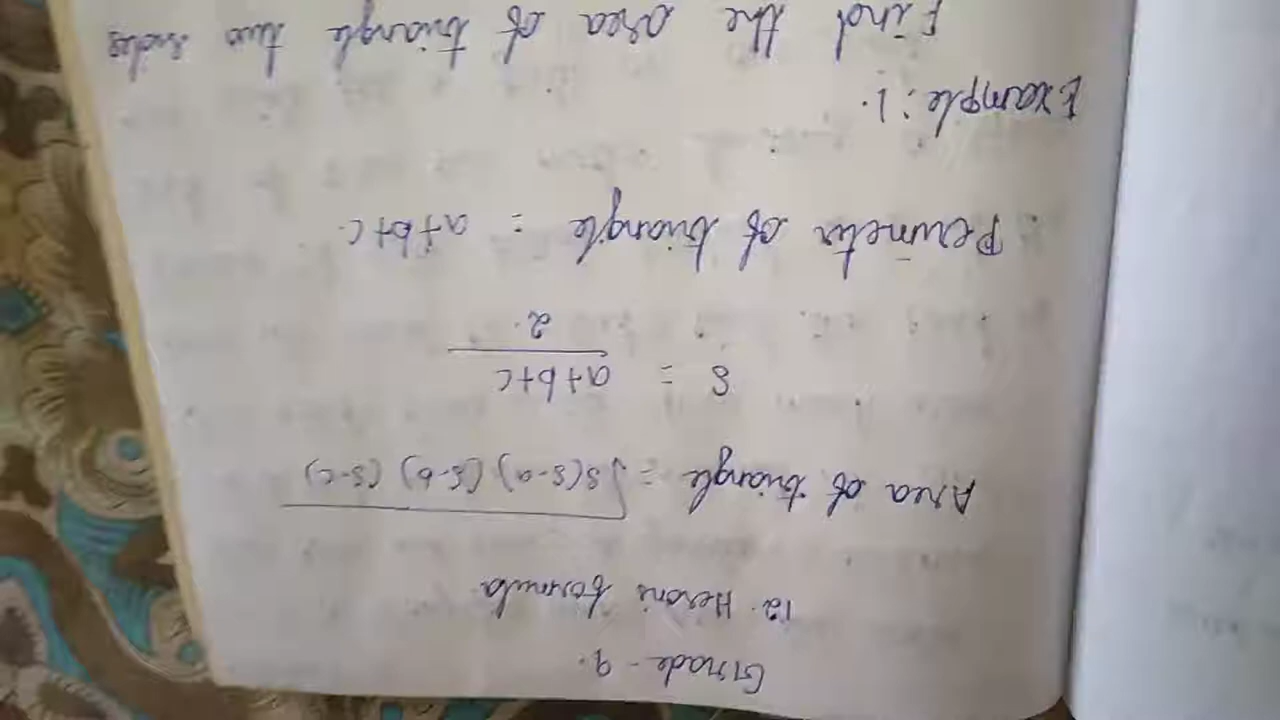 Grade - 9.
12. Herons formula
Area of triangle = √s(s-a) (s-b) (s-c)
s = a+b+c
2.
Perimeter of triangle = a+b+c.
Example: 1.
Find the area of triangle two sides